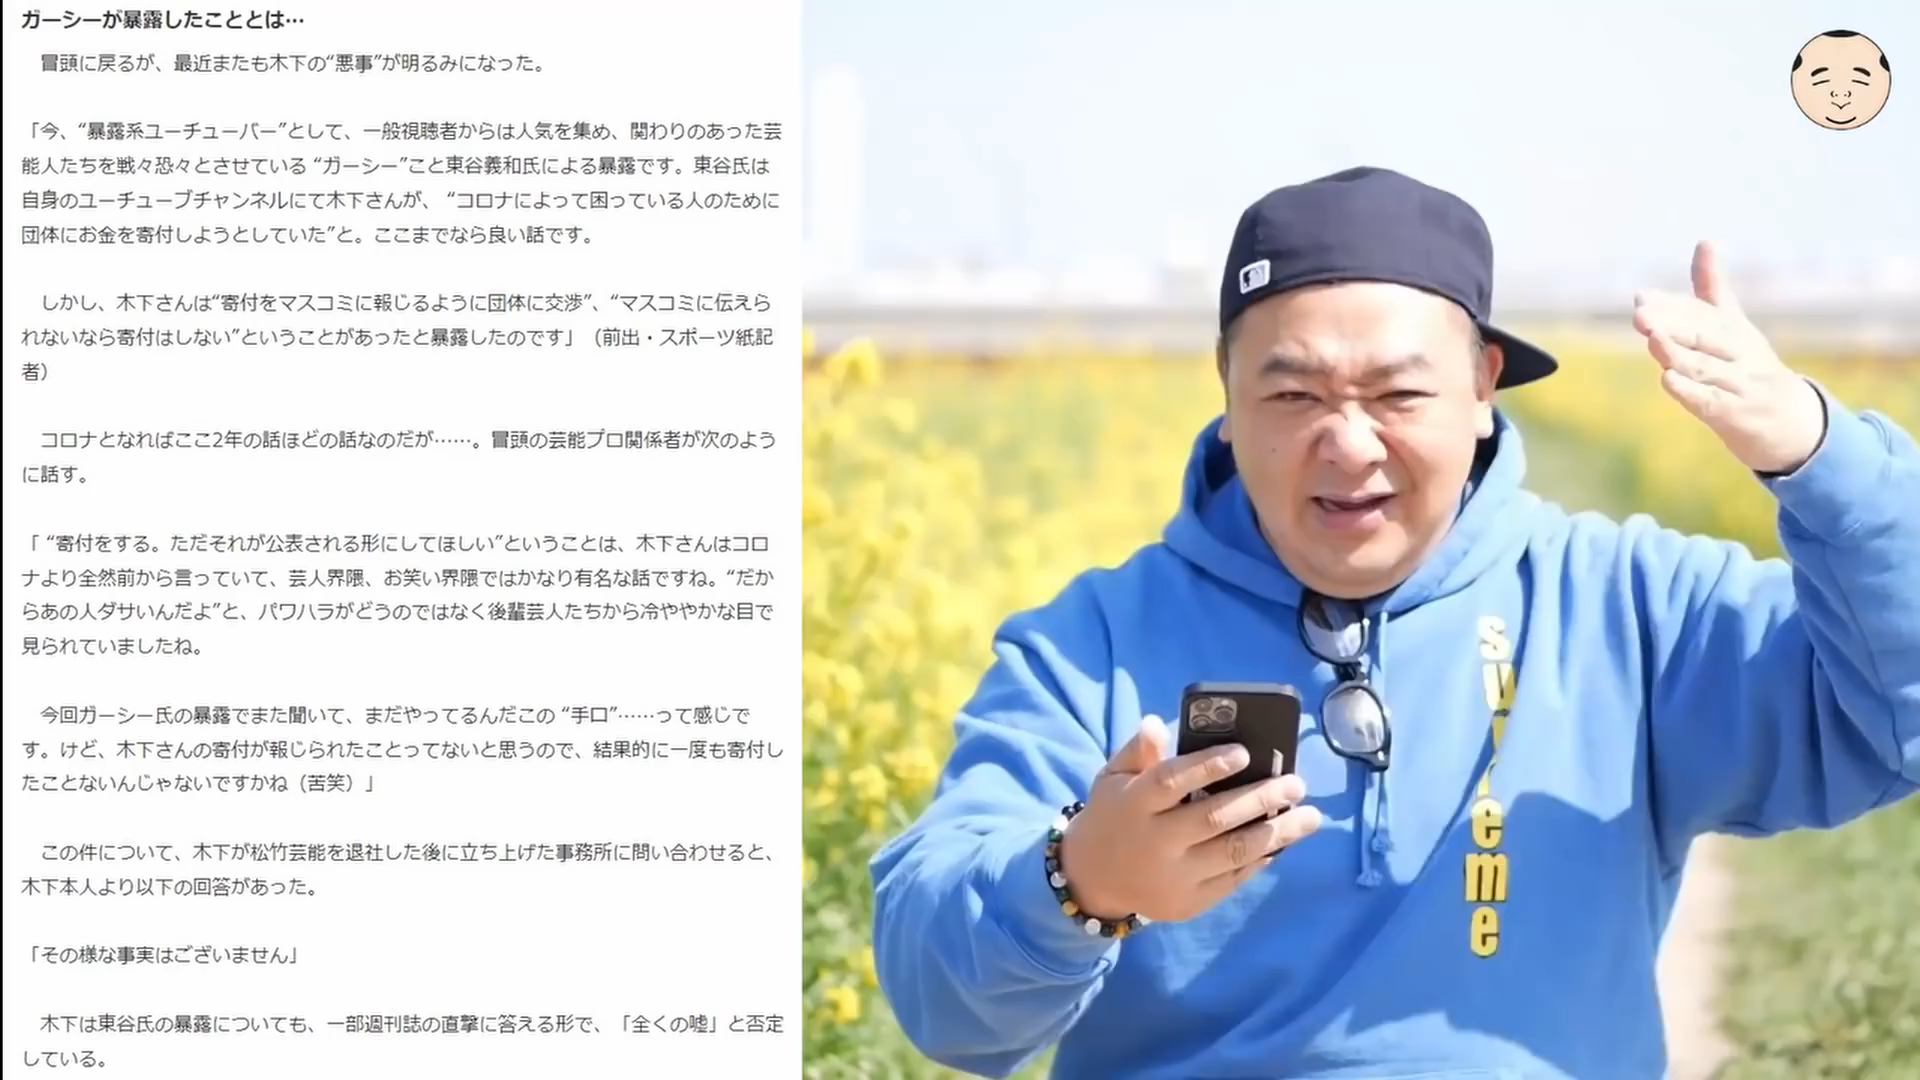 ガーシーが暴露したこととは…
冒頭に戻るが、最近またも木下の“悪事”が明るみになった。
「今、“暴露系ユーチューバー”として、一般視聴者からは人気を集め、関わりのあった芸
能人たちを戦々恐々とさせている “ガーシー”こと東谷義和氏による暴露です。東谷氏は
自身のユーチューブチャンネルにて木下さんが、 “コロナによって困っている人のために
団体にお金を寄付しようとしていた”と。ここまでなら良い話です。
しかし、木下さんは“寄付をマスコミに報じるように団体に交渉”、“マスコミに伝えら
れないなら寄付はしない”ということがあったと暴露したのです」（前出・スポーツ紙記
者）
コロナとなればここ2年の話ほどの話なのだが……。冒頭の芸能プロ関係者が次のよう
に話す。
「 “寄付をする。ただそれが公表される形にしてほしい”ということは、木下さんはコロ
ナより全然前から言っていて、芸人界隈、お笑い界隈ではかなり有名な話ですね。“だか
らあの人ダサいんだよ”と、パワハラがどうのではなく後輩芸人たちから冷ややかな目で
見られていましたね。
今回ガーシー氏の暴露でまた聞いて、まだやってるんだこの “手口”……って感じで
す。けど、木下さんの寄付が報じられたことってないと思うので、結果的に一度も寄付し
たことないんじゃないですかね（苦笑）」
この件について、木下が松竹芸能を退社した後に立ち上げた事務所に問い合わせると、
木下本人より以下の回答があった。
「その様な事実はございません」
木下は東谷氏の暴露についても、一部週刊誌の直撃に答える形で、「全くの嘘」と否定
している。